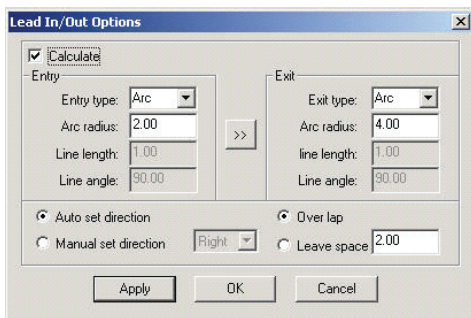 Lead In/Out Options
Calculate
Entry
Entry type: Arc
Arc radius: 2.00
Line length: 1.00
Line angle: 90.00
>>
Exit
Exit type: Arc
Arc radius: 4.00
line length: 1.00
Line angle: 90.00
Auto set direction
Manual set direction Right
Over lap
Leave space 2.00
Apply OK Cancel